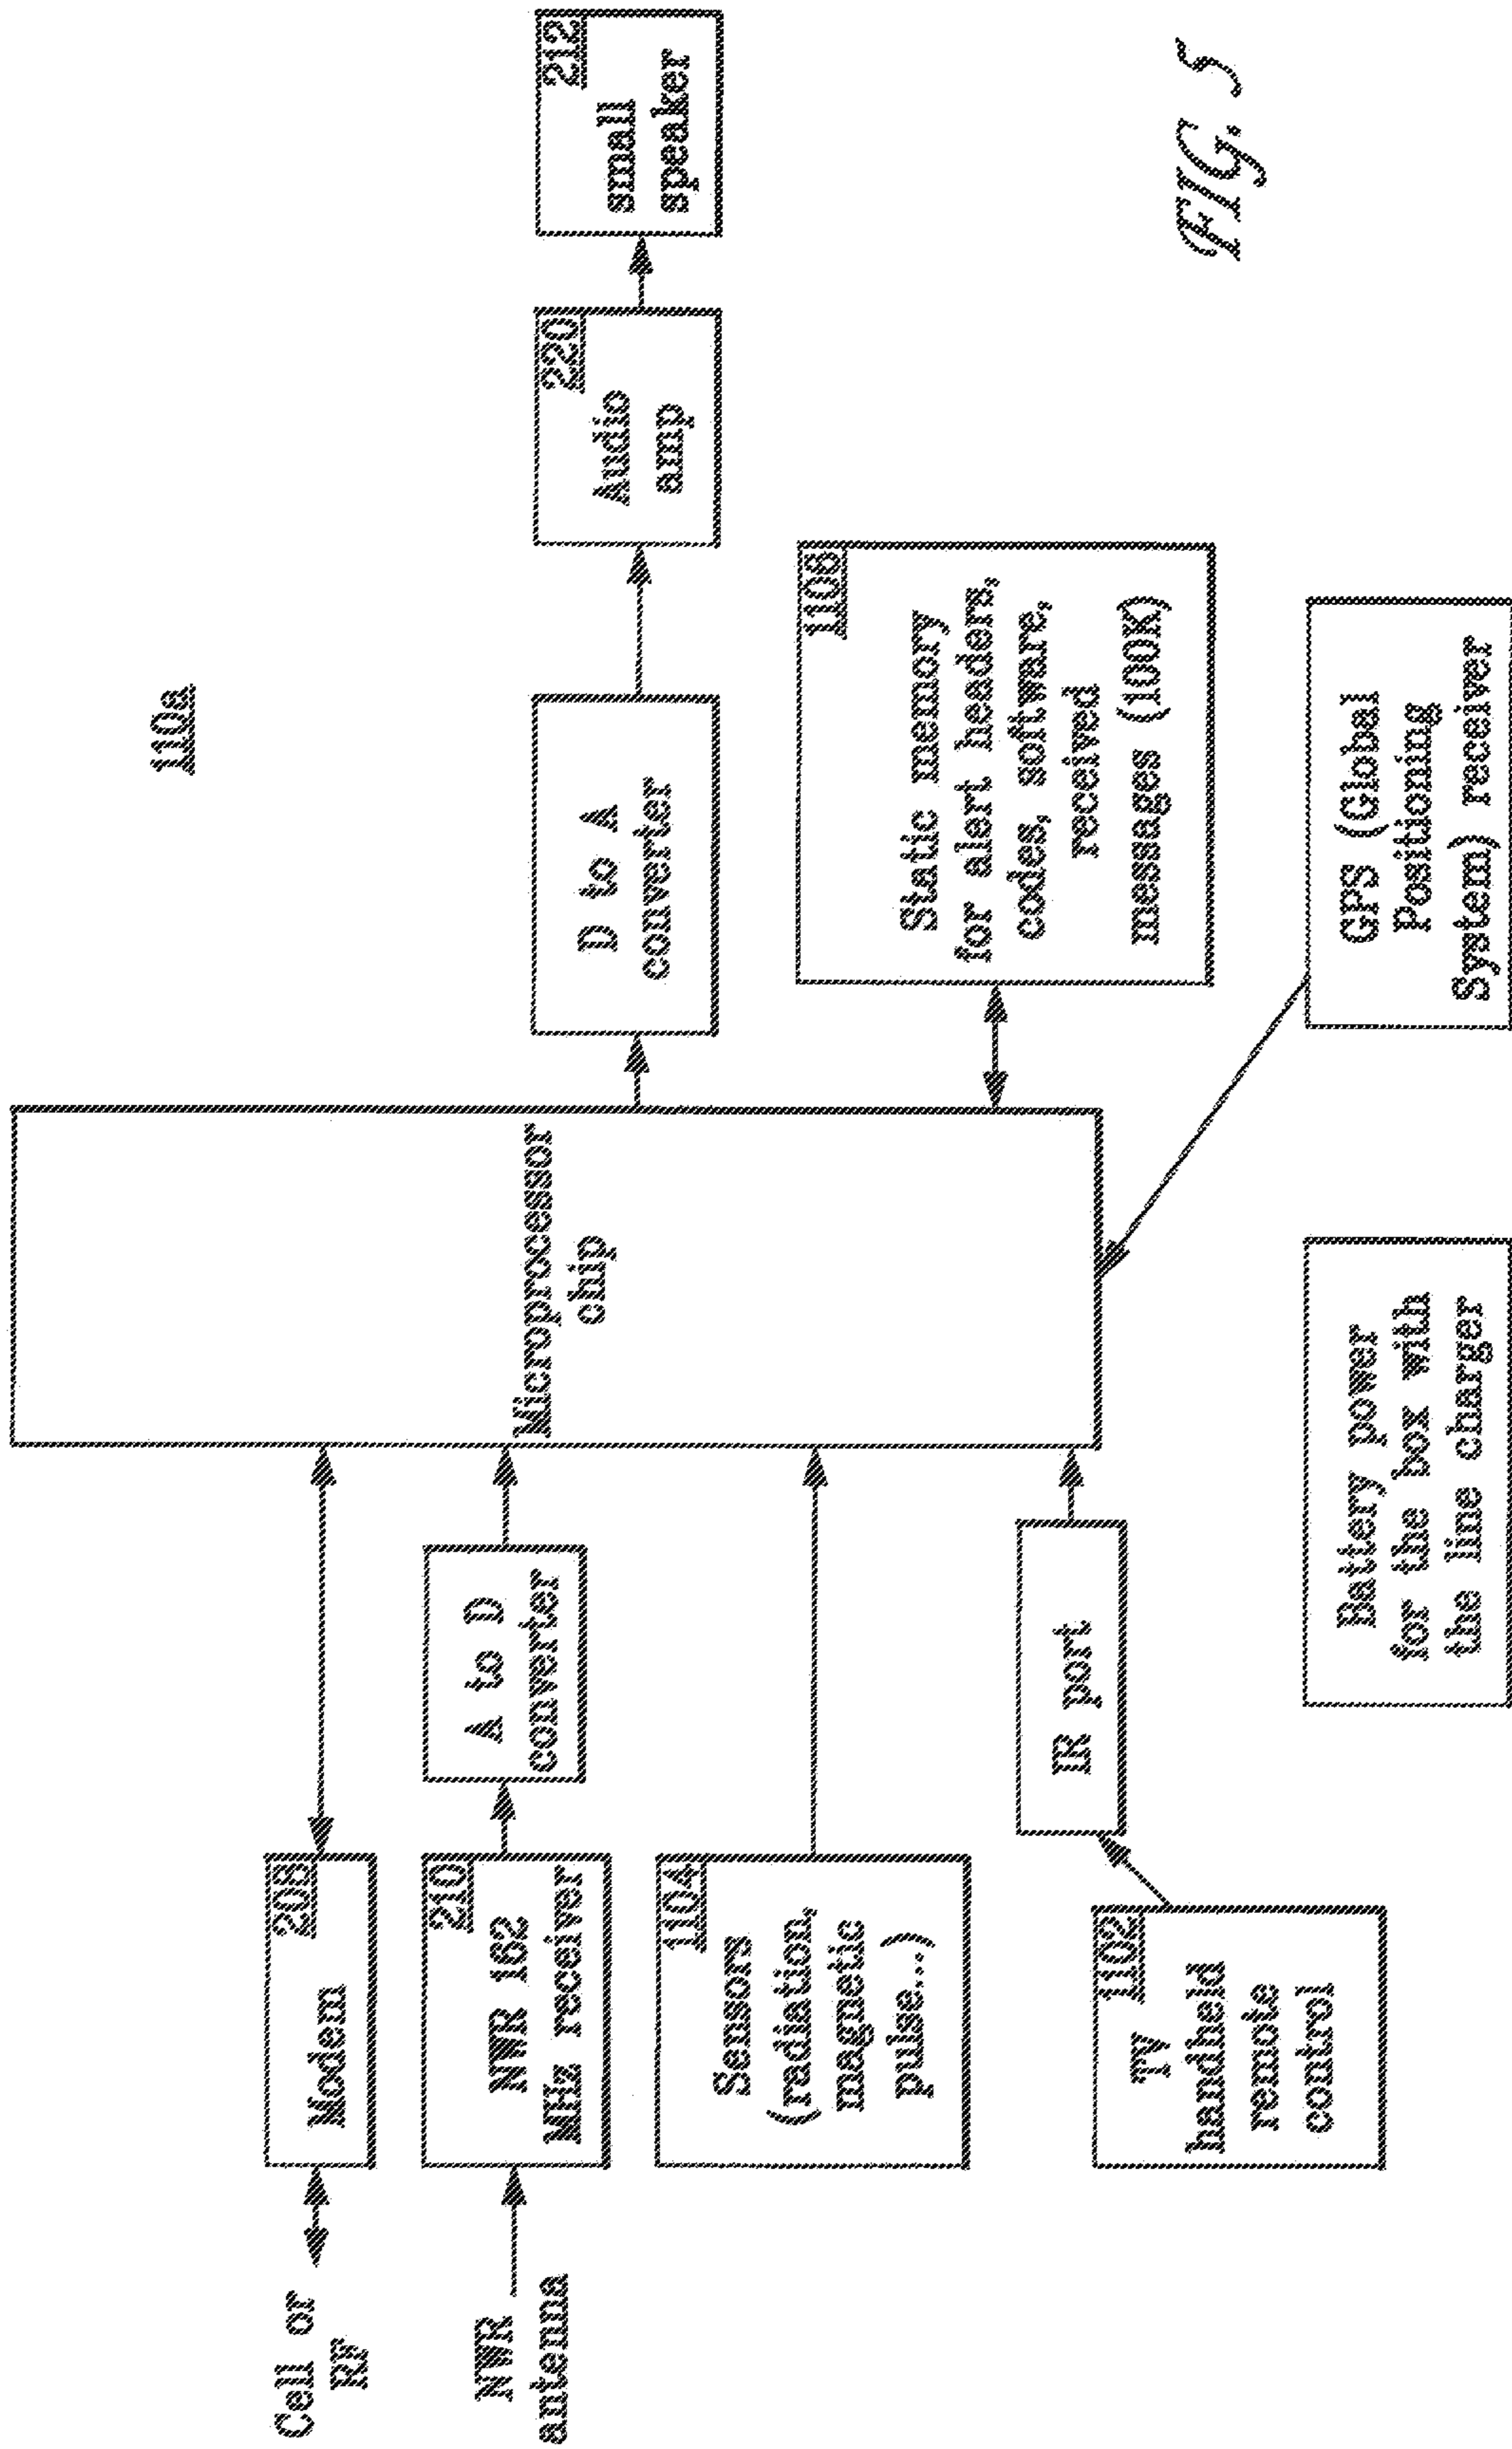 110a
Cell or
RF
208
Modem
NWR
antenna
210
NWR 162
MHz receiver
A to D
converter
1104
Sensors
(radiation,
magnetic
pulse...)
1102
TV
handheld
remote
control
IR port
Microprocessor
chip
D to A
converter
220
Audio
amp
212
small
speaker
1108
Static memory
for alert headers,
codes, software,
received
messages (100K)
Battery power
for the box with
the line charger
GPS (Global
Positioning
System) receiver
FIG. 5